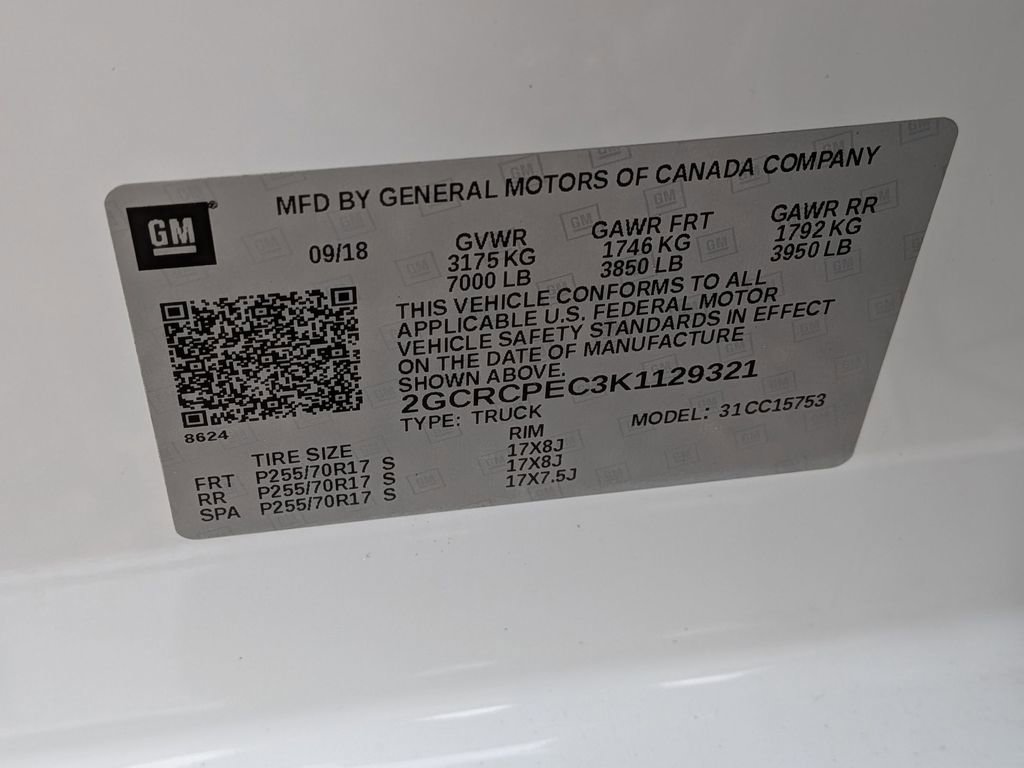 MFD BY GENERAL MOTORS OF CANADA COMPANY
GM®
09/18
GVWR
3175 KG
7000 LB
GAWR FRT
1746 KG
3850 LB
GAWR RR
1792 KG
3950 LB
THIS VEHICLE CONFORMS TO ALL
APPLICABLE U.S. FEDERAL MOTOR
VEHICLE SAFETY STANDARDS IN EFFECT
ON THE DATE OF MANUFACTURE
SHOWN ABOVE.
2GCRCPEC3K1129321
TYPE: TRUCK MODEL: 31CC15753
8624
TIRE SIZE RIM
FRT P255/70R17 S 17X8J
RR P255/70R17 S 17X8J
SPA P255/70R17 S 17X7.5J